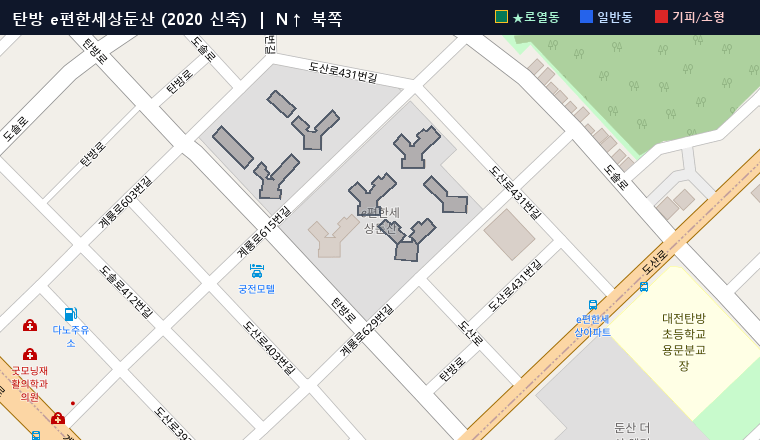 탄방 e편한세상둔산 (2020 신축) | N↑ 북쪽
★로열동
일반동
기피/소형
탄방로
도솔로
번길
탄방로
도산로431번길
도솔로
탄방로
계룡로603번길
계룡로615번길
e편한세
상둔산
도산로431번길
도솔로
도산로
궁전모텔
도산로431번길
도솔로412번길
다노주유
소
탄방로
계룡로629번길
도산로
e편한세
상아파트
대전탄방
초등학교
용문분교
장
도산로403번길
탄방로
굿모닝재
활의학과
의원
도산로397
둔산 더